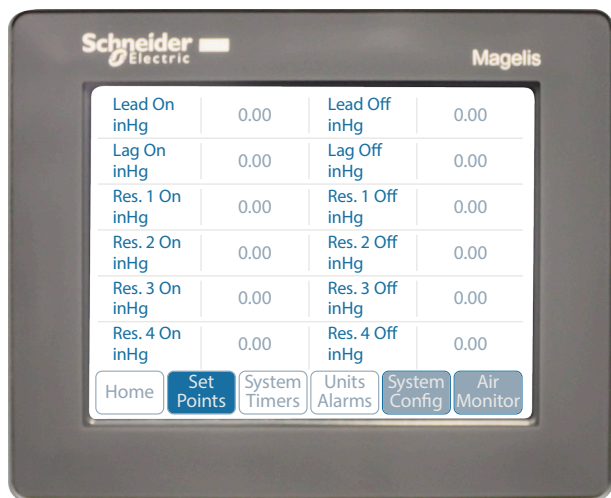 Schneider
Electric
Magelis
Lead On inHg 0.00 Lead Off inHg 0.00
Lag On inHg 0.00 Lag Off inHg 0.00
Res. 1 On inHg 0.00 Res. 1 Off inHg 0.00
Res. 2 On inHg 0.00 Res. 2 Off inHg 0.00
Res. 3 On inHg 0.00 Res. 3 Off inHg 0.00
Res. 4 On inHg 0.00 Res. 4 Off inHg 0.00
Home Set Points System Timers Units Alarms System Config Air Monitor